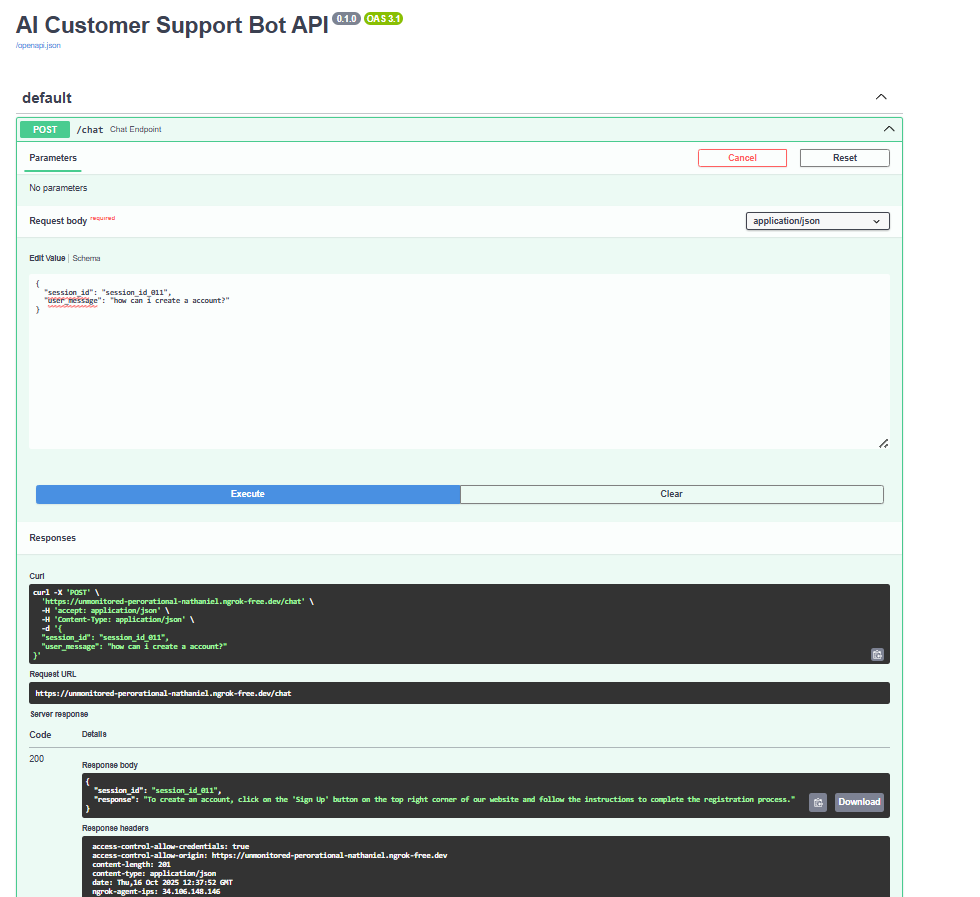 AI Customer Support Bot API 0.1.0 OAS 3.1
/openapi.json
default
POST /chat Chat Endpoint
Parameters
Cancel
Reset
No parameters
Request body required
application/json
Edit Value | Schema
{
  "session_id": "session_id_011",
  "user_message": "how can i create a account?"
}
Execute
Clear
Responses
Curl
curl -X 'POST' \
  'https://unmonitored-perorational-nathaniel.ngrok-free.dev/chat' \
  -H 'accept: application/json' \
  -H 'Content-Type: application/json' \
  -d '{
  "session_id": "session_id_011",
  "user_message": "how can i create a account?"
}'
Request URL
https://unmonitored-perorational-nathaniel.ngrok-free.dev/chat
Server response
Code Details
200
Response body
{
  "session_id": "session_id_011",
  "response": "To create an account, click on the 'Sign Up' button on the top right corner of our website and follow the instructions to complete the registration process."
}
Download
Response headers
access-control-allow-credentials: true
access-control-allow-origin: https://unmonitored-perorational-nathaniel.ngrok-free.dev
content-length: 201
content-type: application/json
date: Thu,16 Oct 2025 12:37:52 GMT
ngrok-agent-ips: 34.106.148.146